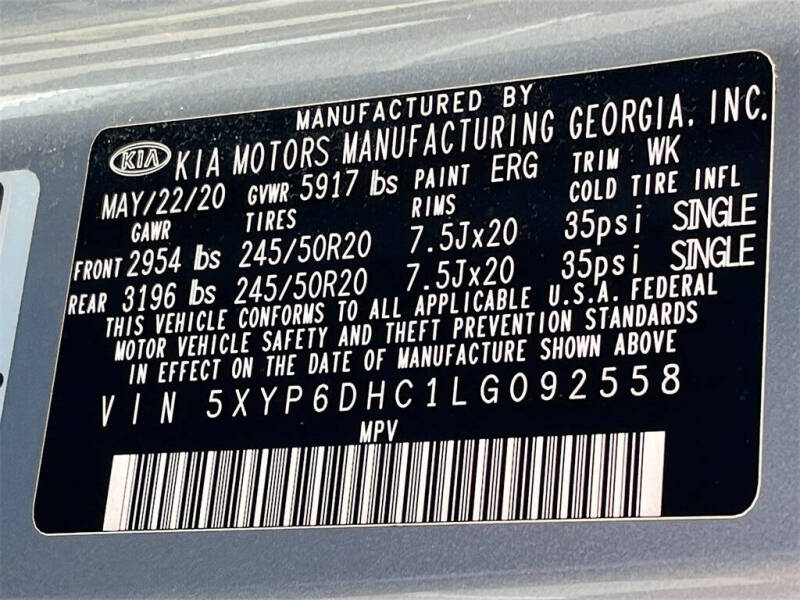 MANUFACTURED BY
KIA KIA MOTORS MANUFACTURING GEORGIA, INC.
MAY/22/20 GVWR 5917 lbs PAINT ERG TRIM WK
GAWR TIRES RIMS COLD TIRE INFL
FRONT 2954 lbs 245/50R20 7.5Jx20 35psi SINGLE
REAR 3196 lbs 245/50R20 7.5Jx20 35psi SINGLE
THIS VEHICLE CONFORMS TO ALL APPLICABLE U.S.A. FEDERAL
MOTOR VEHICLE SAFETY AND THEFT PREVENTION STANDARDS
IN EFFECT ON THE DATE OF MANUFACTURE SHOWN ABOVE
VIN 5XYP6DHC1LG092558
MPV